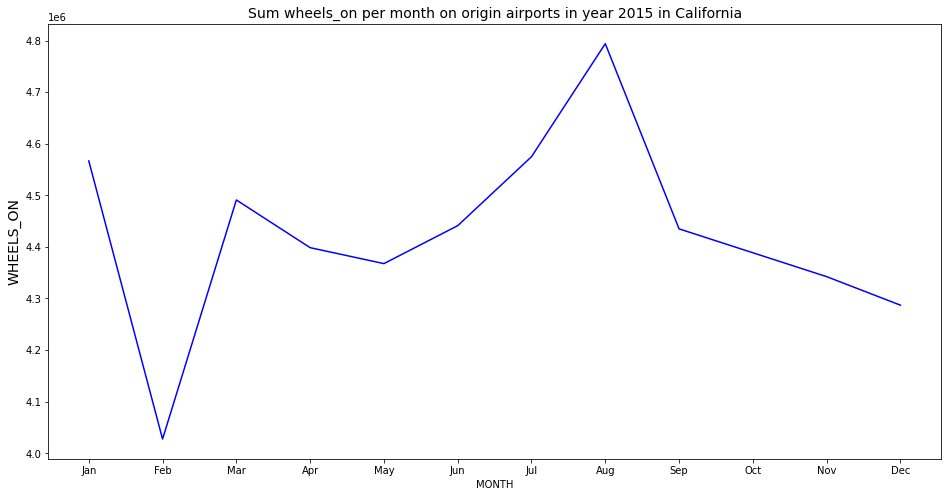 Sum wheels_on per month on origin airports in year 2015 in California
1e6
4.8
4.7
4.6
4.5
4.4
4.3
4.2
4.1
4.0
WHEELS_ON
Jan Feb Mar Apr May Jun Jul Aug Sep Oct Nov Dec
MONTH